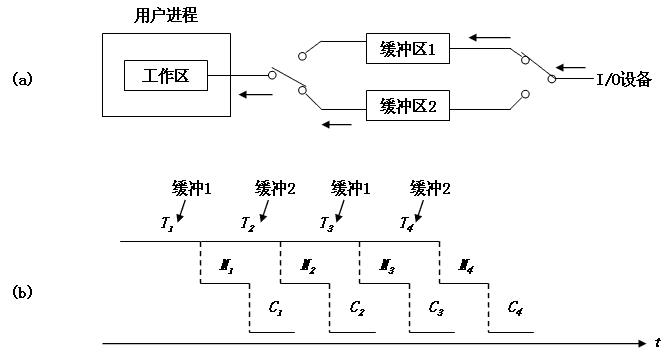 用户进程
(a)
工作区
缓冲区1
缓冲区2
I/O设备
缓冲1 缓冲2 缓冲1 缓冲2
T1 T2 T3 T4
M1 M2 M3 M4
(b)
C1 C2 C3 C4
t